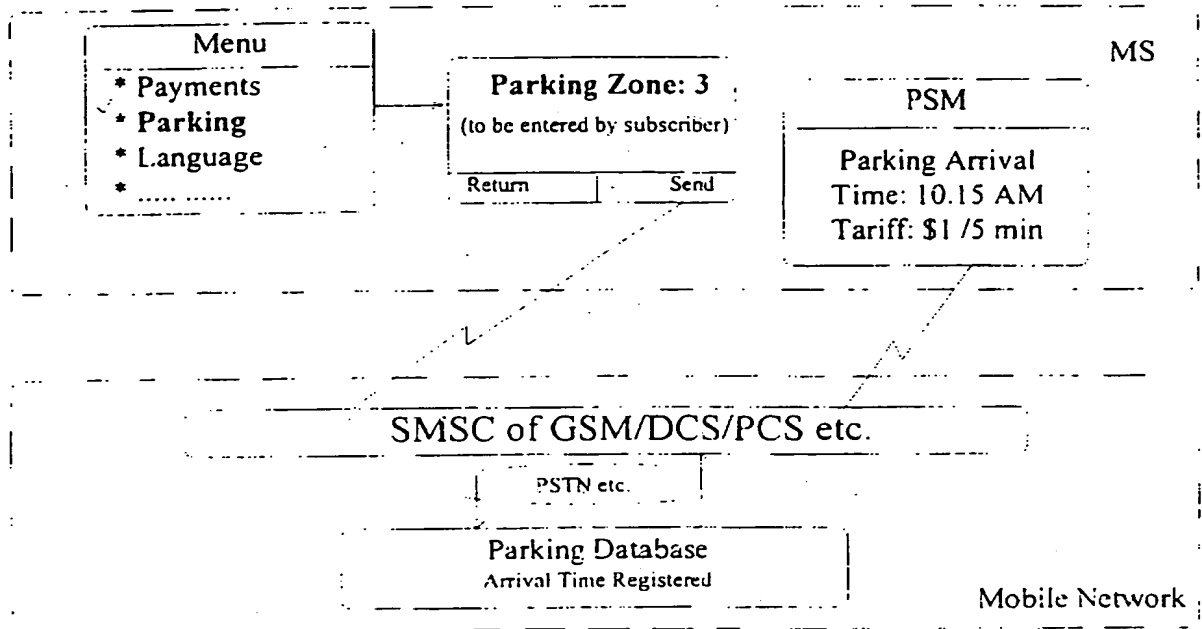 Menu
* Payments
* Parking
* Language
* ..... ......
Parking Zone: 3
(to be entered by subscriber)
Return
Send
MS
PSM
Parking Arrival
Time: 10.15 AM
Tariff: $1 /5 min
SMSC of GSM/DCS/PCS etc.
PSTN etc.
Parking Database
Arrival Time Registered
Mobile Network